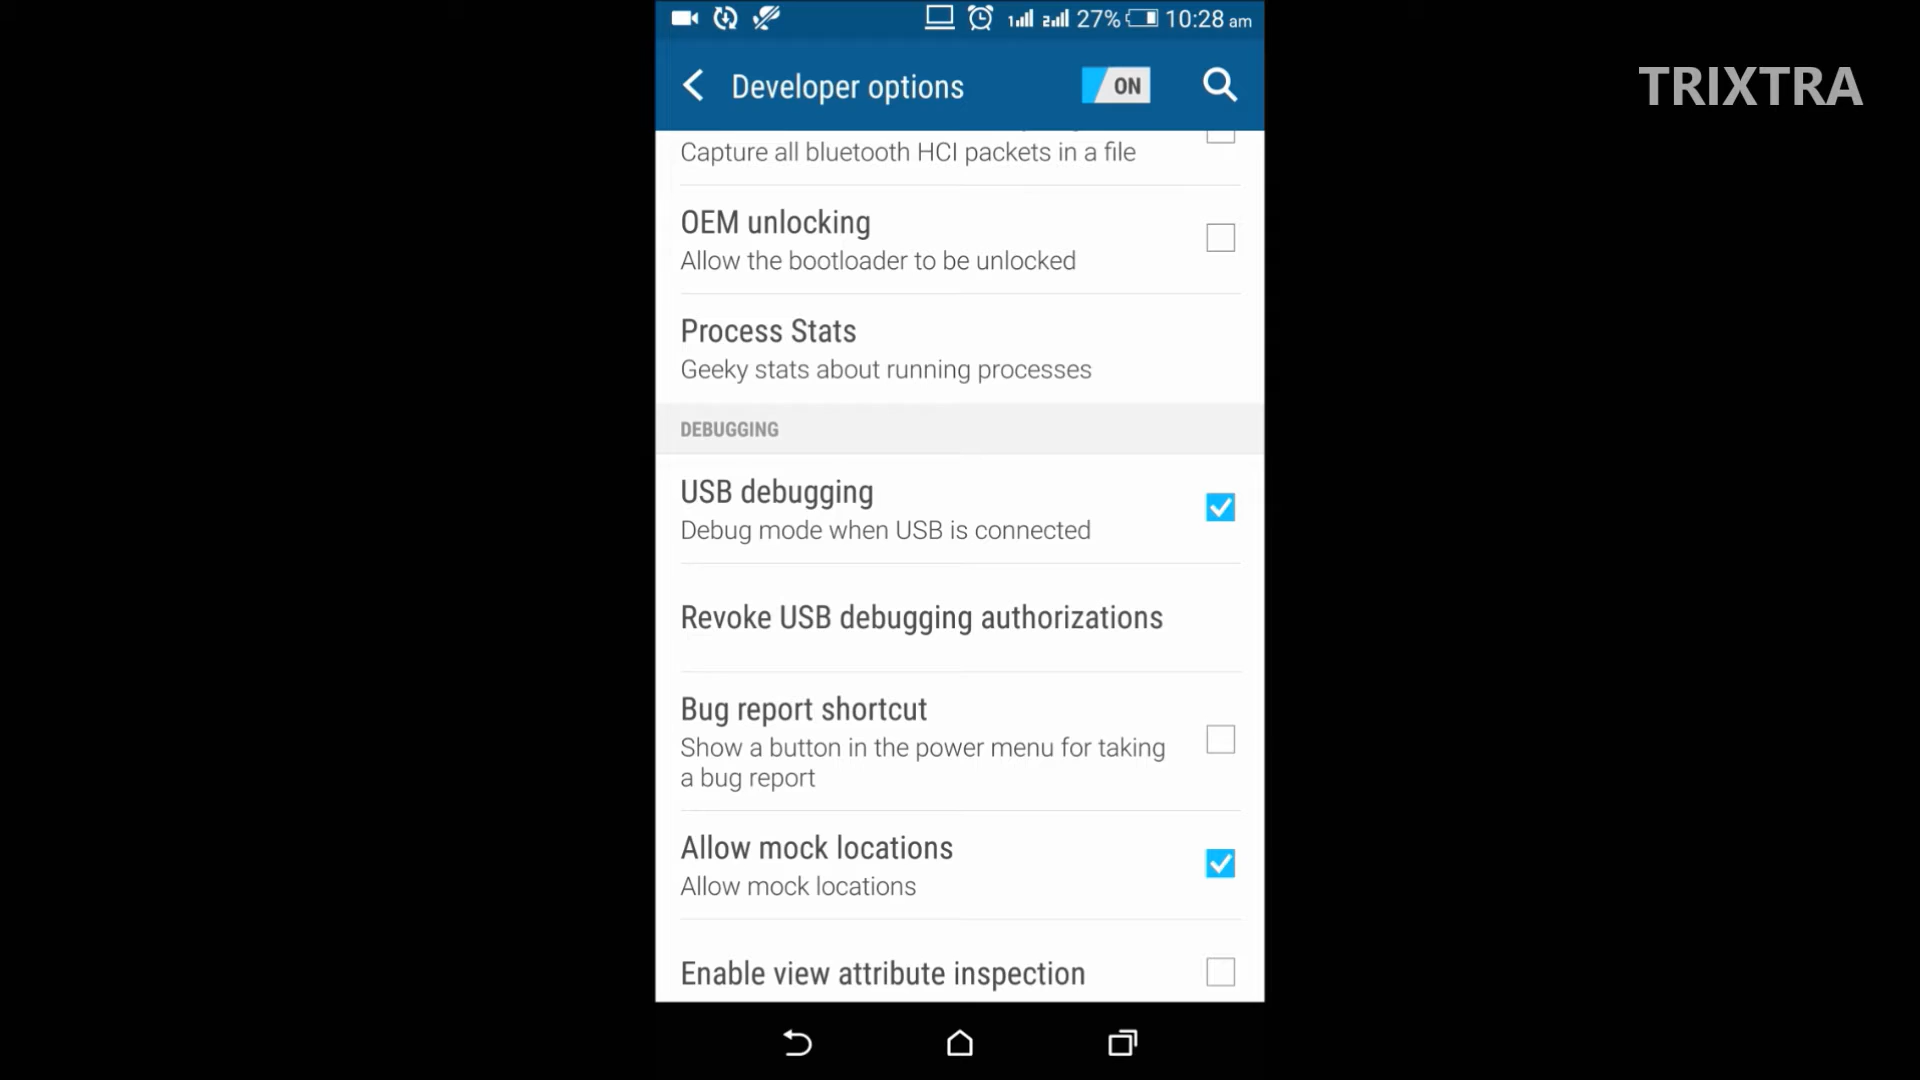 1 2 27% 10:28 am
Developer options ON
TRIXTRA
Capture all bluetooth HCI packets in a file
OEM unlocking
Allow the bootloader to be unlocked
Process Stats
Geeky stats about running processes
DEBUGGING
USB debugging
Debug mode when USB is connected
Revoke USB debugging authorizations
Bug report shortcut
Show a button in the power menu for taking
a bug report
Allow mock locations
Allow mock locations
Enable view attribute inspection